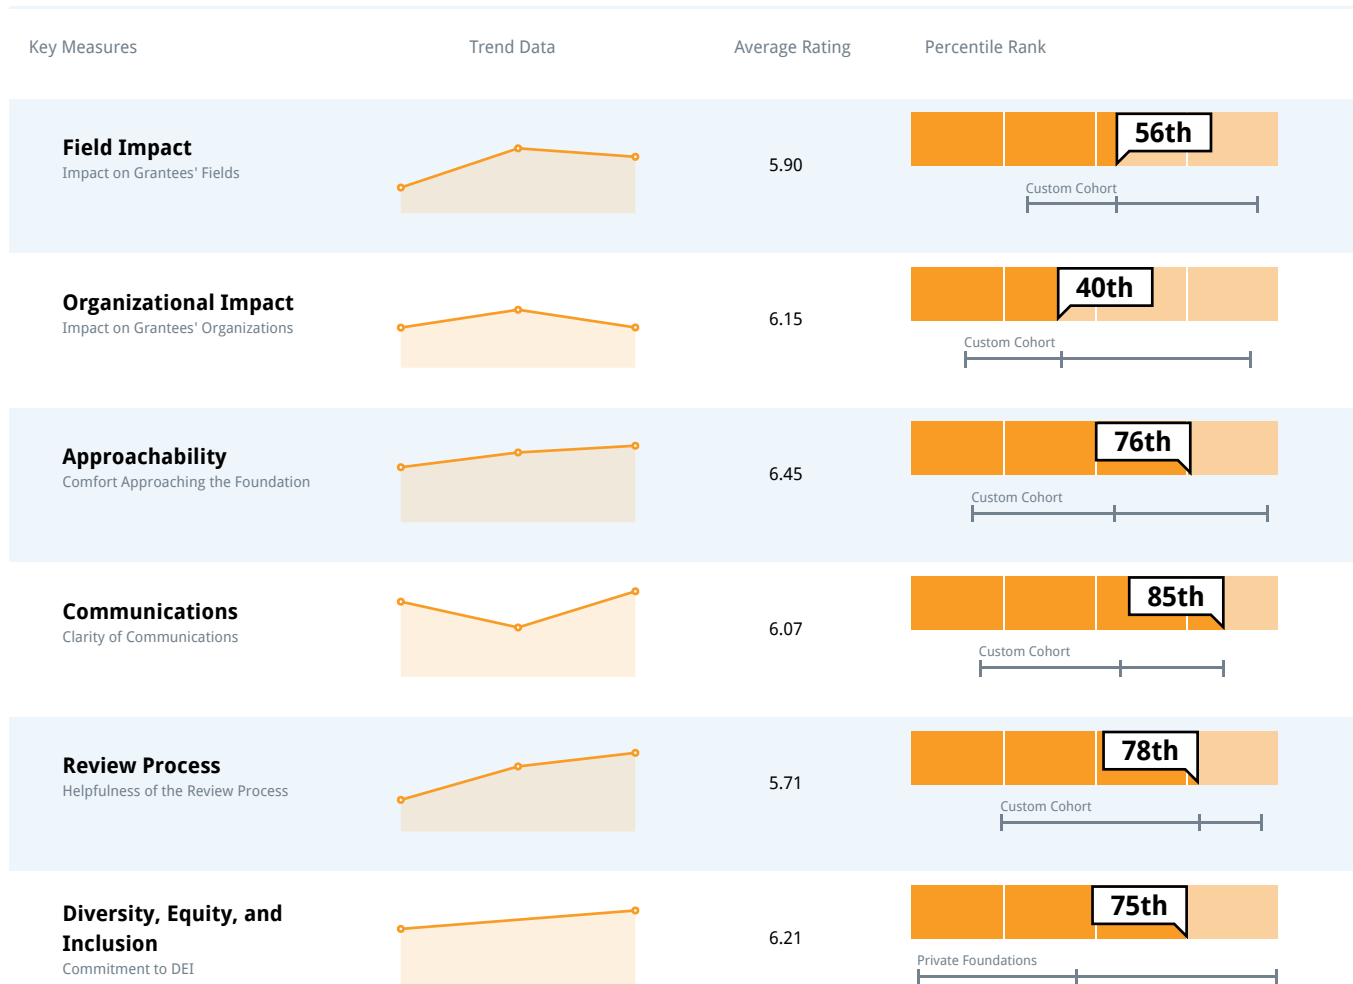 Key Measures
Trend Data
Average Rating
Percentile Rank
Field Impact
Impact on Grantees' Fields
5.90
56th
Custom Cohort
Organizational Impact
Impact on Grantees' Organizations
6.15
40th
Custom Cohort
Approachability
Comfort Approaching the Foundation
6.45
76th
Custom Cohort
Communications
Clarity of Communications
6.07
85th
Custom Cohort
Review Process
Helpfulness of the Review Process
5.71
78th
Custom Cohort
Diversity, Equity, and
Inclusion
Commitment to DEI
6.21
75th
Private Foundations